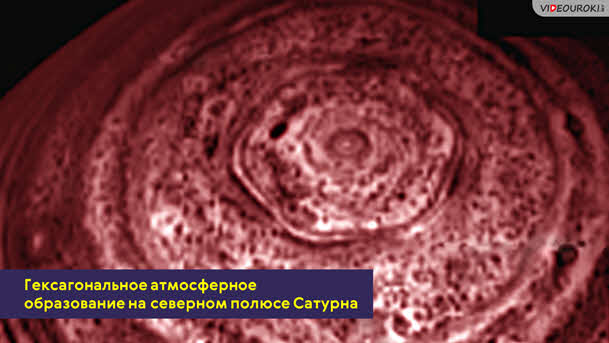 VIDEOUROKI
Гексагональное атмосферное
образование на северном полюсе Сатурна